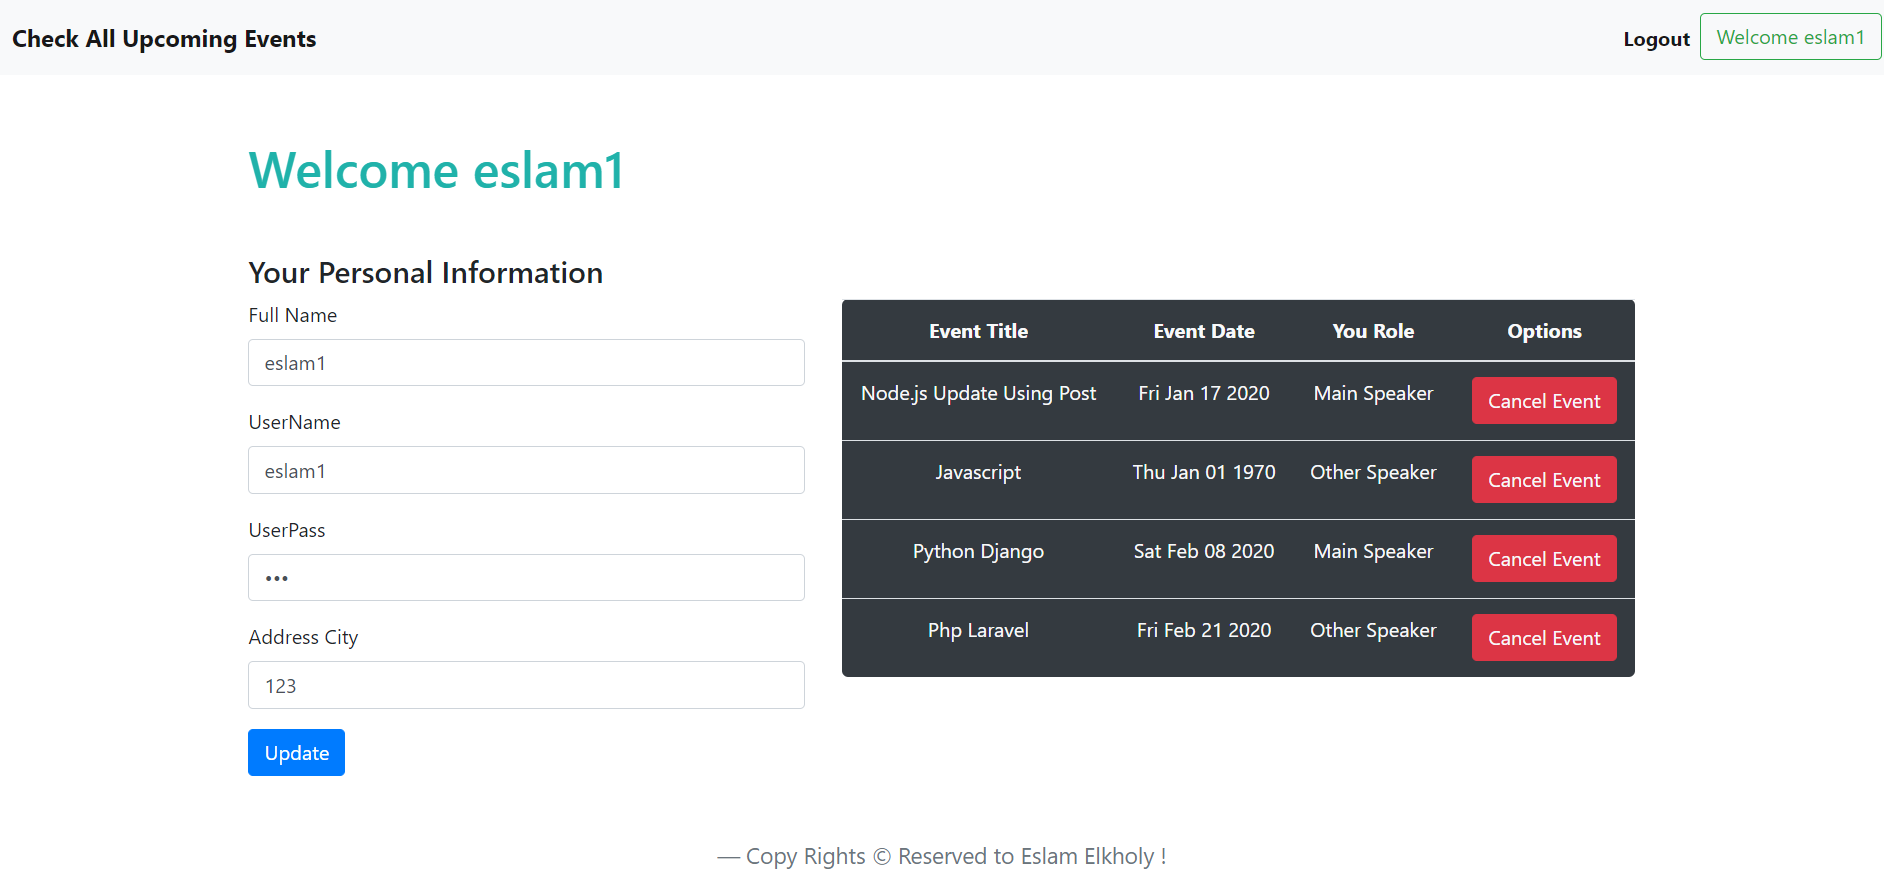 Check All Upcoming Events
Logout
Welcome eslam1
Welcome eslam1
Your Personal Information
Full Name
eslam1
UserName
eslam1
UserPass
•••
Address City
123
Update
Event Title Event Date You Role Options
Node.js Update Using Post Fri Jan 17 2020 Main Speaker Cancel Event
Javascript Thu Jan 01 1970 Other Speaker Cancel Event
Python Django Sat Feb 08 2020 Main Speaker Cancel Event
Php Laravel Fri Feb 21 2020 Other Speaker Cancel Event
— Copy Rights © Reserved to Eslam Elkholy !